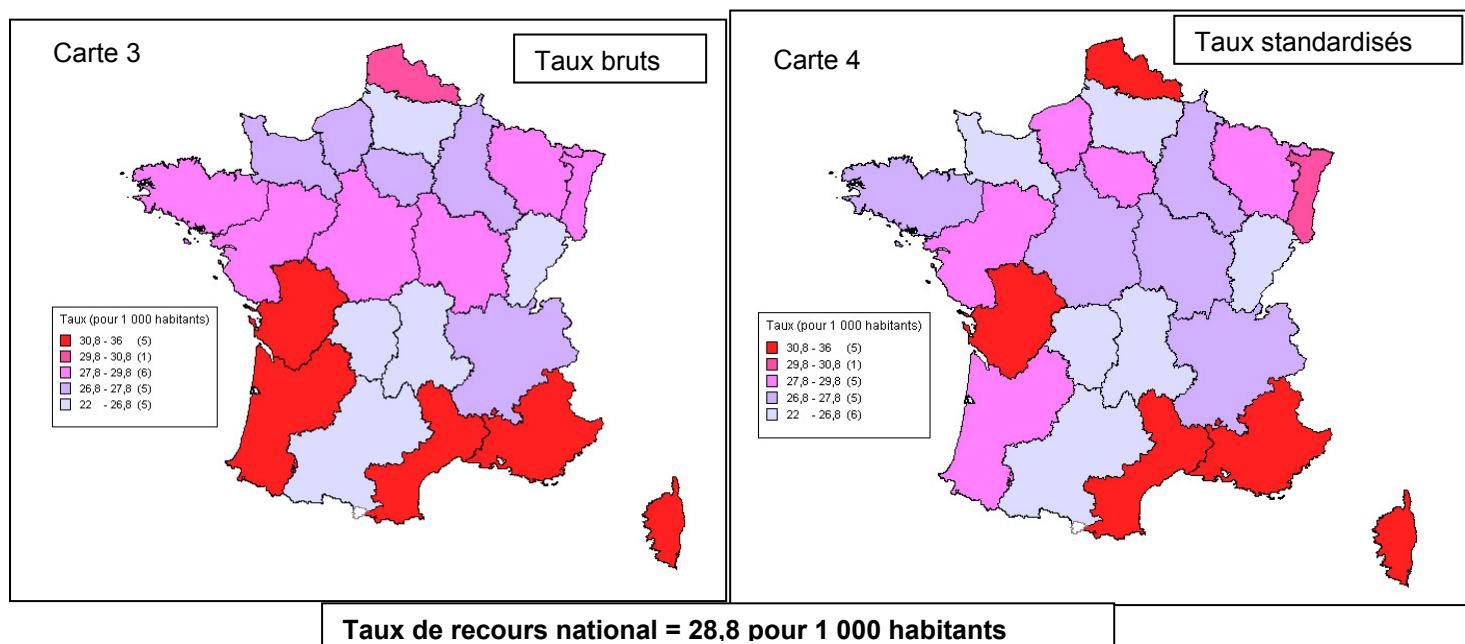 Carte 3
Taux bruts
Taux (pour 1 000 habitants)
30,8 - 36 (5)
29,8 - 30,8 (1)
27,8 - 29,8 (6)
26,8 - 27,8 (5)
22 - 26,8 (5)
Carte 4
Taux standardisés
Taux (pour 1 000 habitants)
30,8 - 36 (5)
29,8 - 30,8 (1)
27,8 - 29,8 (5)
26,8 - 27,8 (5)
22 - 26,8 (6)
Taux de recours national = 28,8 pour 1 000 habitants